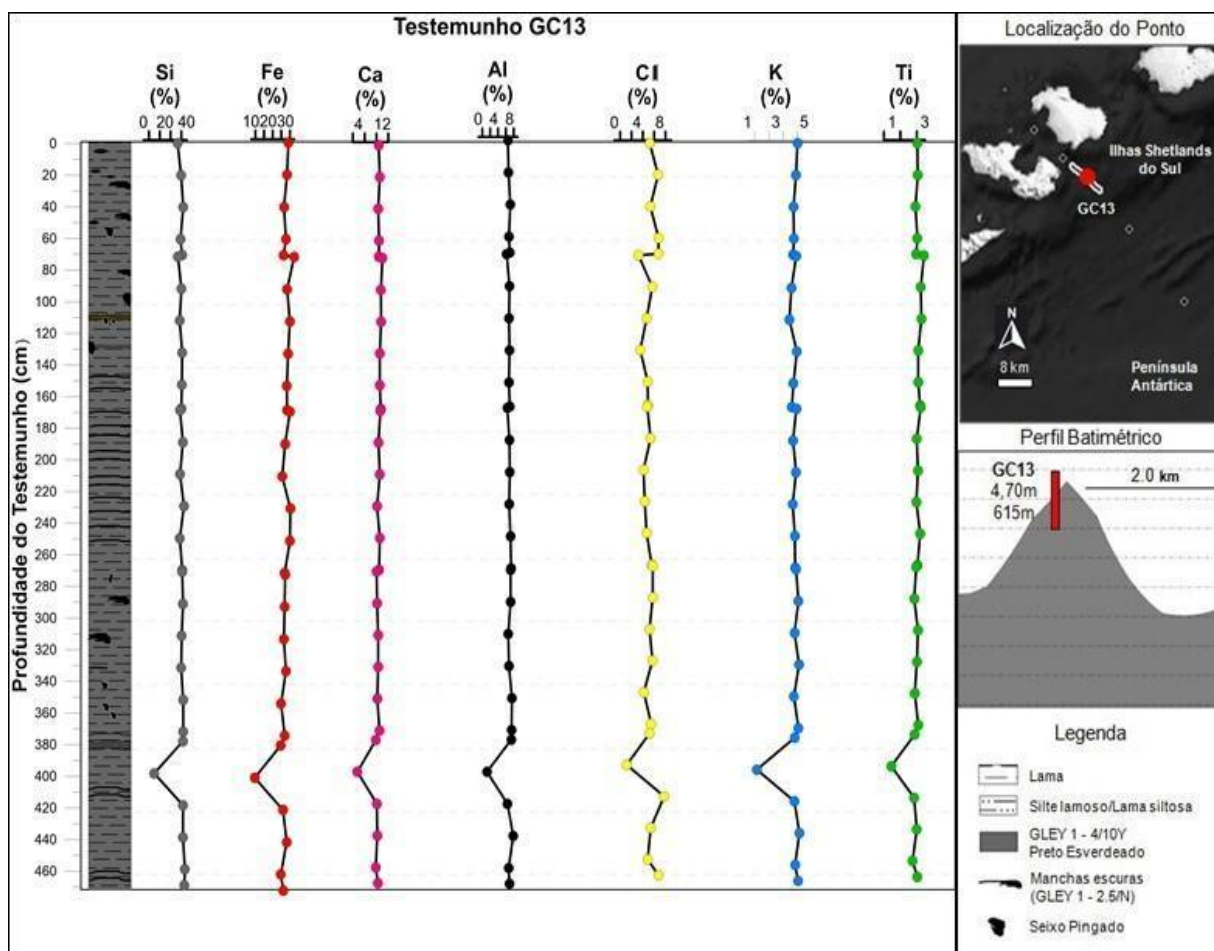 Testemunho GC13
Si
(%)
0 20 40
Fe
(%)
10 20 30
Ca
(%)
4 12
Al
(%)
0 4 8
Cl
(%)
0 4 8
K
(%)
1 3 5
Ti
(%)
1 3
Profundidade do Testemunho (cm)
0
20
40
60
80
100
120
140
160
180
200
220
240
260
280
300
320
340
360
380
400
420
440
460
Localização do Ponto
Ilhas Shetlands
do Sul
GC13
N
8 km
Península
Antártica
Perfil Batimétrico
GC13
4,70m
615m
2.0 km
Legenda
Lama
Silte lamoso/Lama siltosa
GLEY 1 - 4/10Y
Preto Esverdeado
Manchas escuras
(GLEY 1 - 2.5/N)
Seixo Pingado